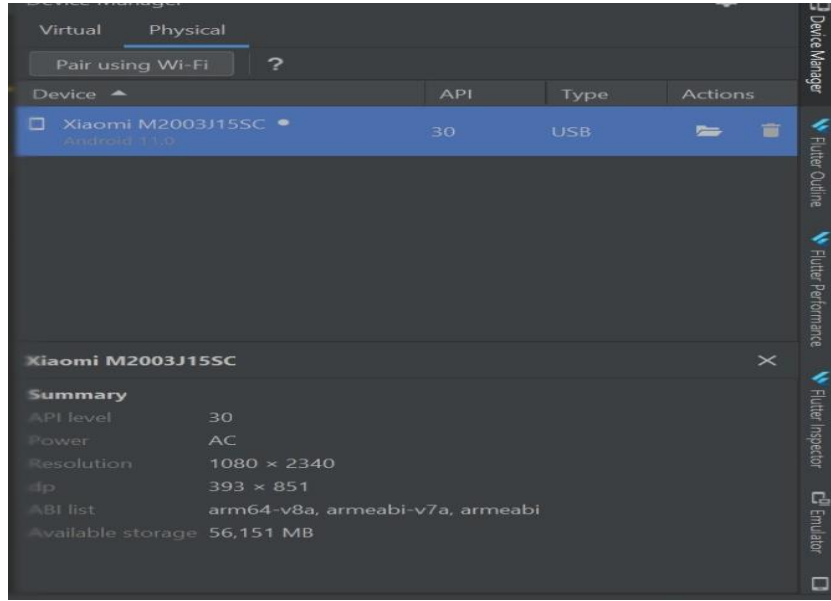 Device Manager
Virtual Physical
Pair using Wi-Fi ?
Device API Type Actions
Xiaomi M2003J15SC 30 USB
Android 11.0
Xiaomi M2003J15SC
Summary
API level 30
Power AC
Resolution 1080 × 2340
dp 393 × 851
ABI list arm64-v8a, armeabi-v7a, armeabi
Available storage 56,151 MB
Device Manager
Flutter Outline
Flutter Performance
Flutter Inspector
Emulator